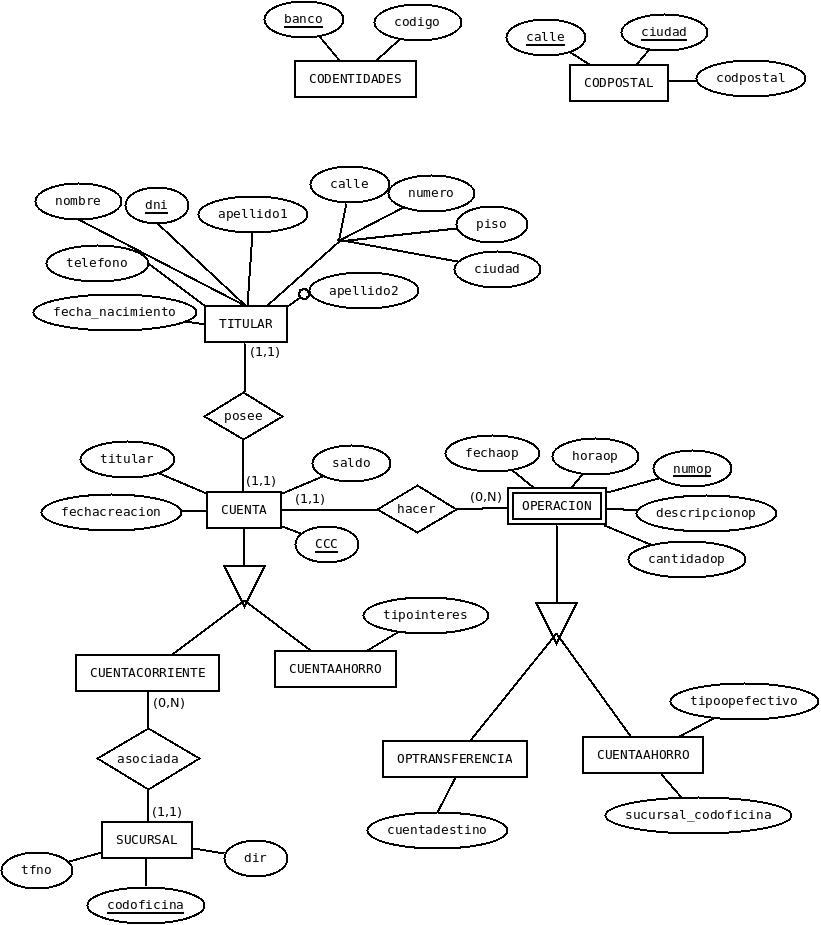 banco
codigo
CODENTIDADES
calle
ciudad
CODPOSTAL
codpostal
nombre
dni
apellido1
calle
numero
piso
ciudad
telefono
fecha_nacimiento
apellido2
TITULAR
(1,1)
posee
(1,1)
titular
saldo
fechacreacion
CUENTA
(1,1)
CCC
hacer
(0,N)
fechaop
horaop
numop
OPERACION
descripcionop
cantidadop
tipointeres
CUENTACORRIENTE
CUENTAAHORRO
(0,N)
asociada
(1,1)
SUCURSAL
tfno
dir
codoficina
tipoopefectivo
OPTRANSFERENCIA
CUENTAAHORRO
cuentadestino
sucursal_codoficina